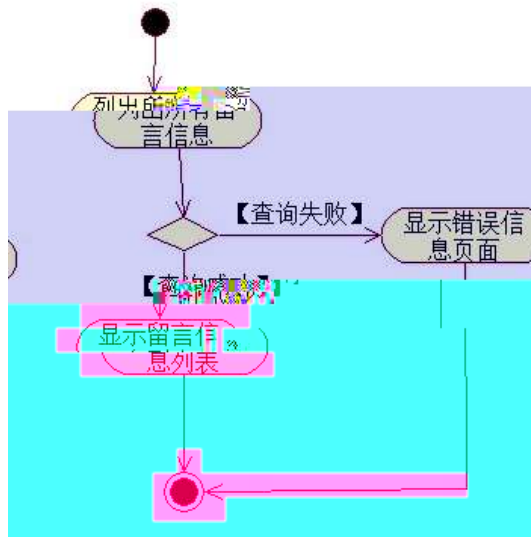 列出所有留
言信息
【查询失败】
显示错误信
息页面
【查询成功】
显示留言信
息列表